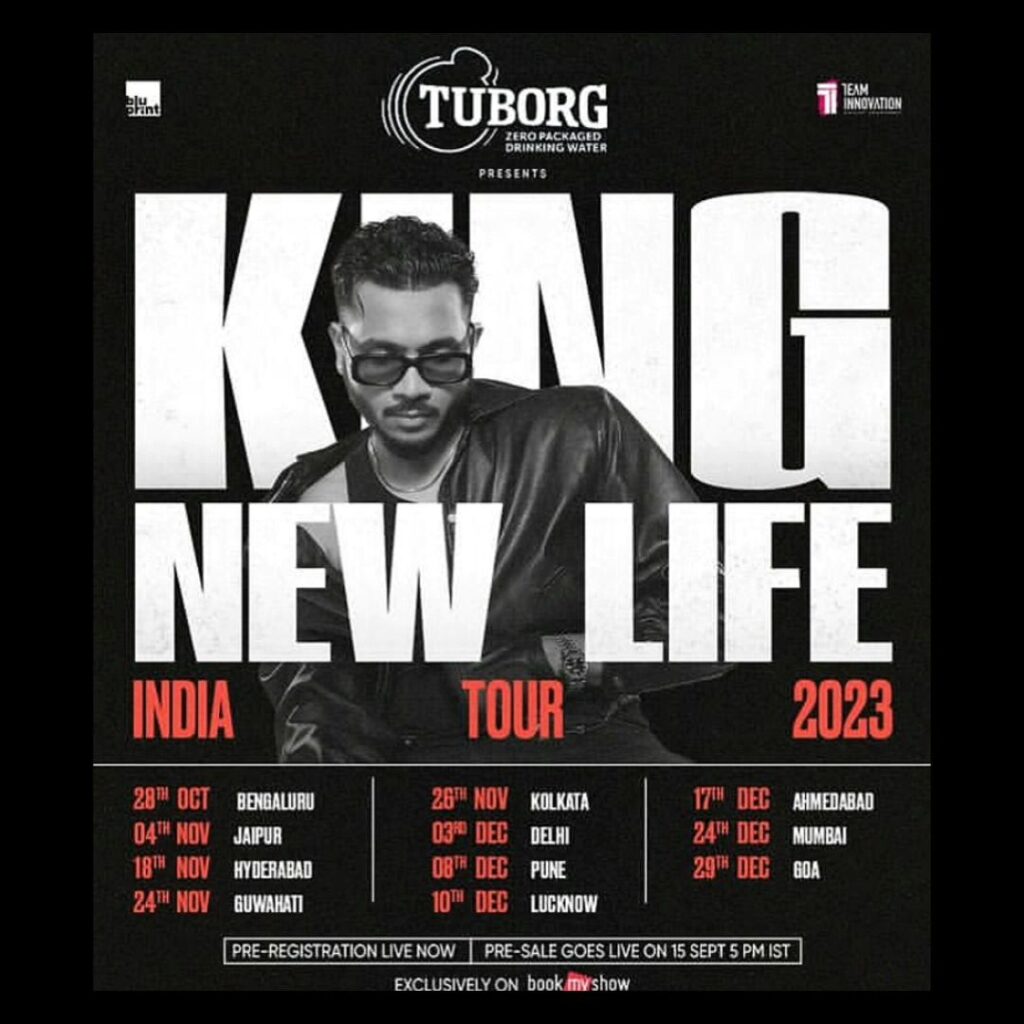 blu
print
TUBORG
ZERO PACKAGED
DRINKING WATER
TEAM
INNOVATION
PRESENTS
KING
NEW LIFE
INDIA TOUR 2023
28TH OCT BENGALURU
04TH NOV JAIPUR
18TH NOV HYDERABAD
24TH NOV GUWAHATI
26TH NOV KOLKATA
03RD DEC DELHI
08TH DEC PUNE
10TH DEC LUCKNOW
17TH DEC AHMEDABAD
24TH DEC MUMBAI
29TH DEC GOA
PRE-REGISTRATION LIVE NOW PRE-SALE GOES LIVE ON 15 SEPT 5 PM IST
EXCLUSIVELY ON book my show